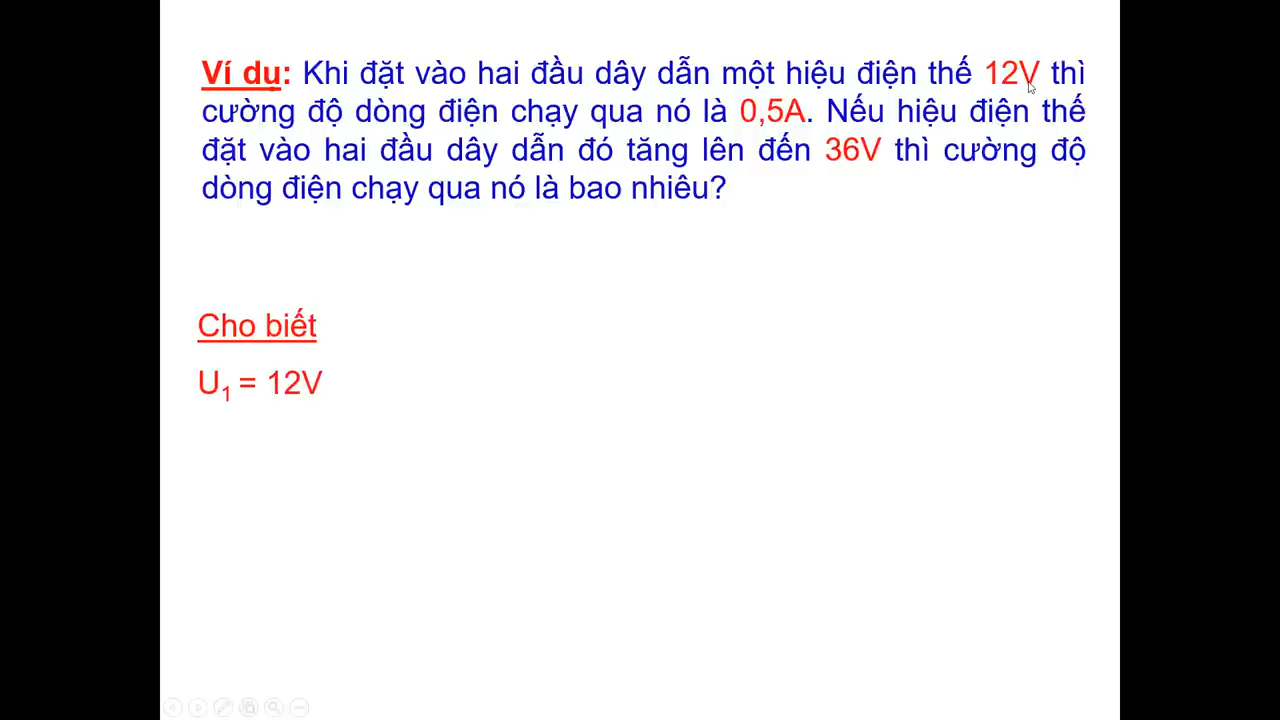 Ví dụ: Khi đặt vào hai đầu dây dẫn một hiệu điện thế 12V thì
cường độ dòng điện chạy qua nó là 0,5A. Nếu hiệu điện thế
đặt vào hai đầu dây dẫn đó tăng lên đến 36V thì cường độ
dòng điện chạy qua nó là bao nhiêu?
Cho biết
U₁ = 12V